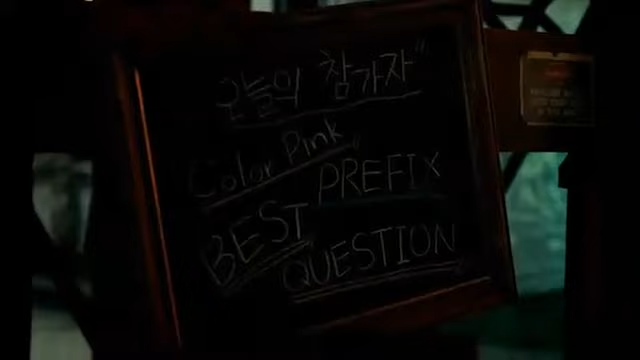 오늘의 참가자"
Color Pink
PREFIX
BEST
QUESTION